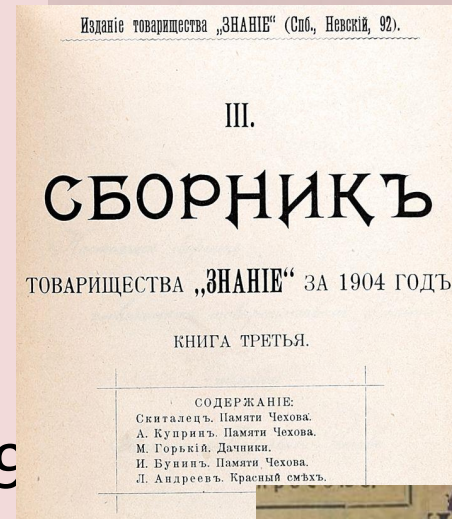 Изданіе товарищества „ЗНАНІЕ“ (Спб., Невскій, 92).
III.
СБОРНИКЪ
ТОВАРИЩЕСТВА „ЗНАНІЕ“ ЗА 1904 ГОДЪ
КНИГА ТРЕТЬЯ.
СОДЕРЖАНІЕ:
Скиталецъ. Памяти Чехова.
А. Купринъ. Памяти Чехова.
М. Горькій. Дачники.
И. Бунинъ. Памяти Чехова.
Л. Андреевъ. Красный смѣхъ.